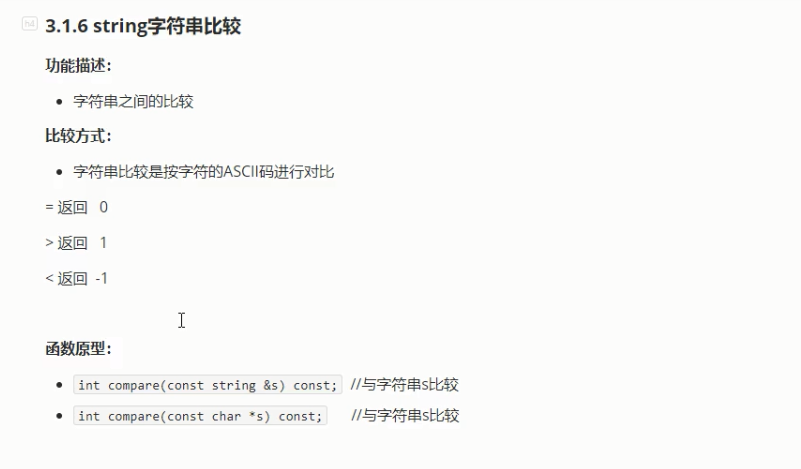 h4
3.1.6 string字符串比较
功能描述：
字符串之间的比较
比较方式：
字符串比较是按字符的ASCII码进行对比
= 返回 0
> 返回 1
< 返回 -1
函数原型：
int compare(const string &s) const; //与字符串s比较
int compare(const char *s) const; //与字符串s比较